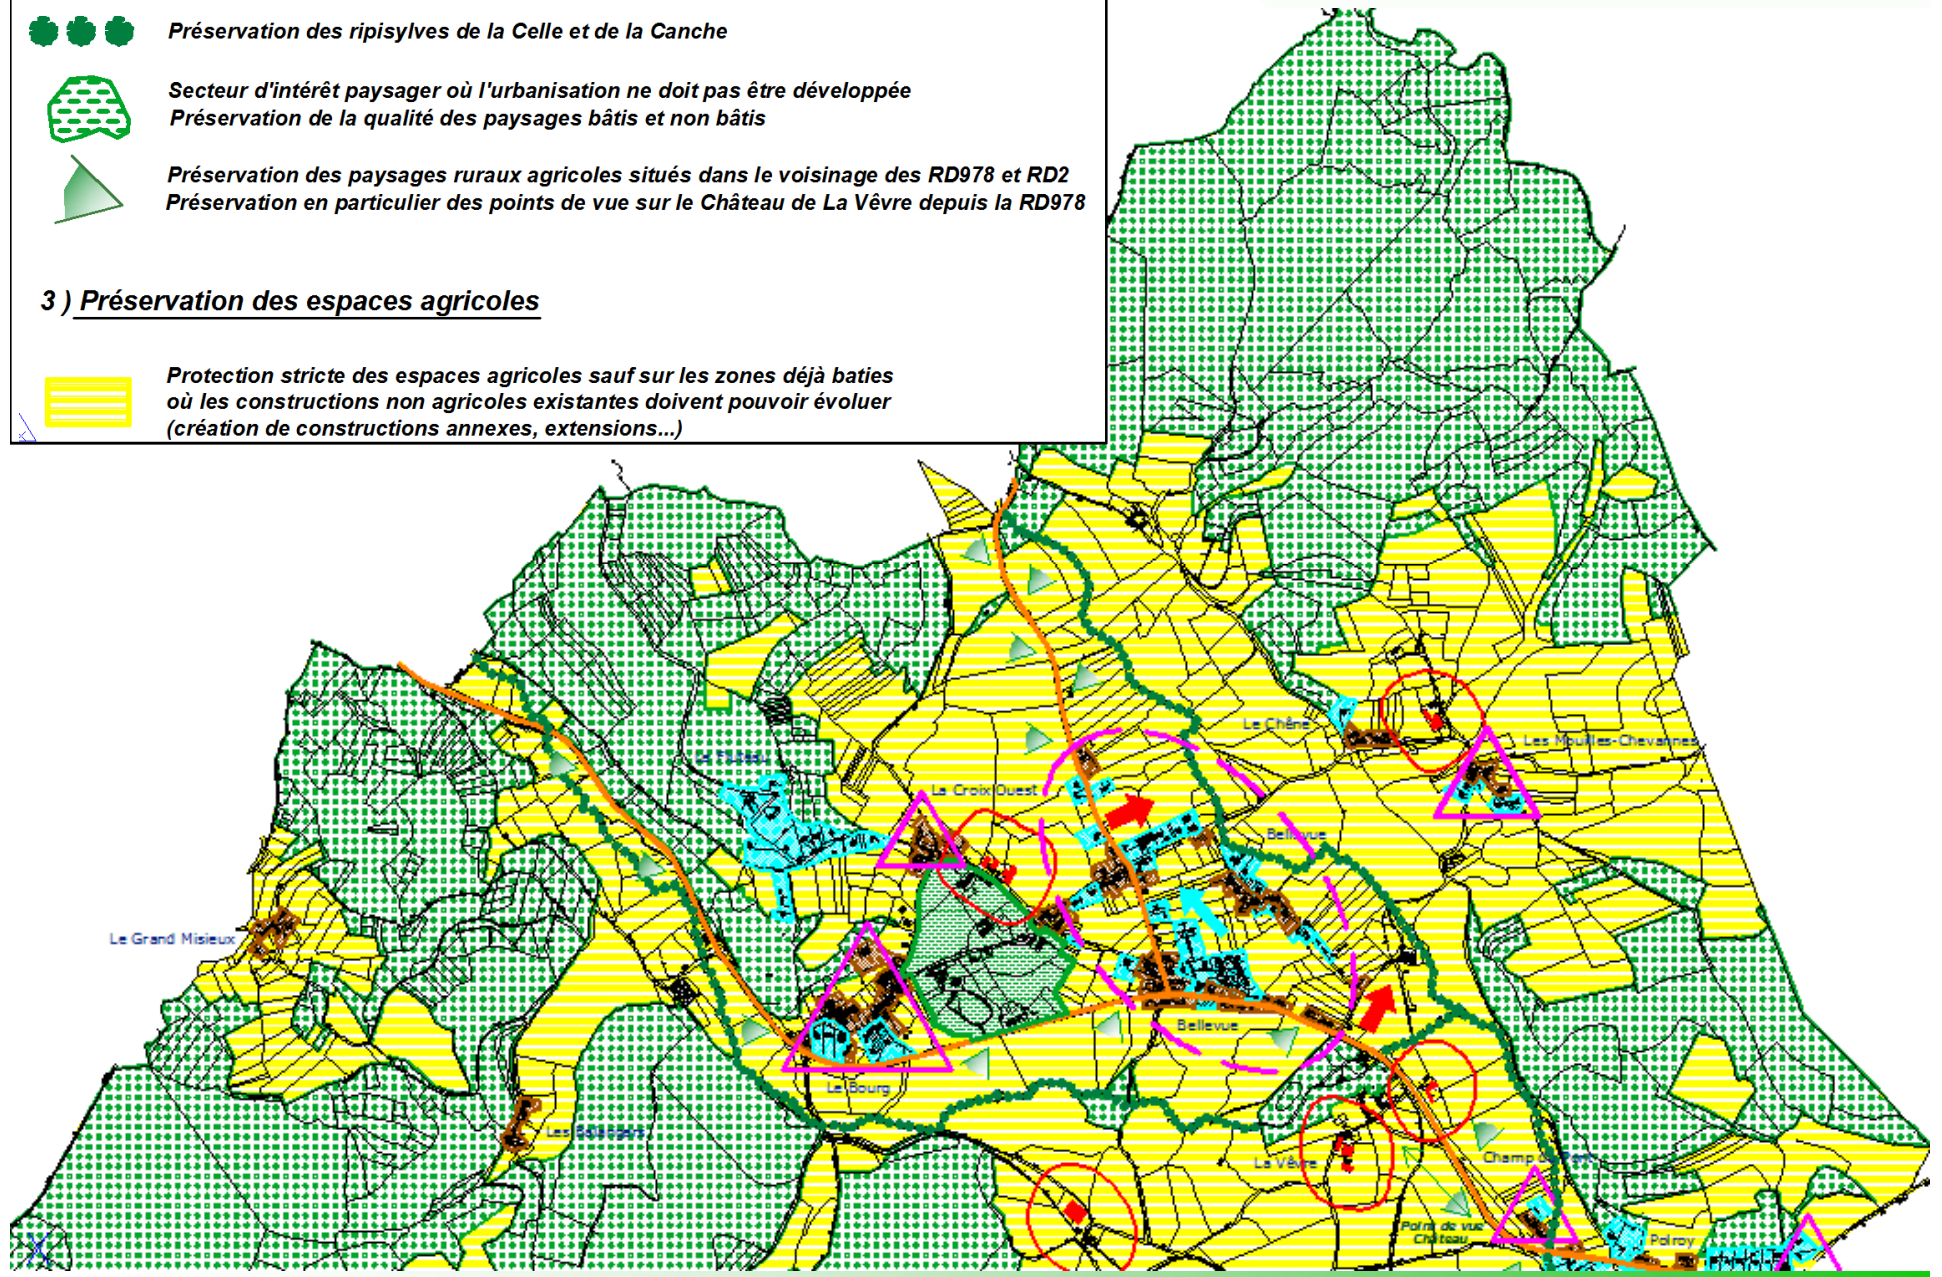 Préservation des ripisylves de la Celle et de la Canche
Secteur d'intérêt paysager où l'urbanisation ne doit pas être développée
Préservation de la qualité des paysages bâtis et non bâtis
Préservation des paysages ruraux agricoles situés dans le voisinage des RD978 et RD2
Préservation en particulier des points de vue sur le Château de La Vêvre depuis la RD978
3 ) Préservation des espaces agricoles
Protection stricte des espaces agricoles sauf sur les zones déjà baties
où les constructions non agricoles existantes doivent pouvoir évoluer
(création de constructions annexes, extensions...)
Le Chêne
Les Mouilles-Chevannes
La Croix Ouest
Bellevue
Le Grand Misieux
Bellevue
Le Bourg
Les Balangers
La Vêvre
Champ du Pont
Point de vue
Château
Polroy